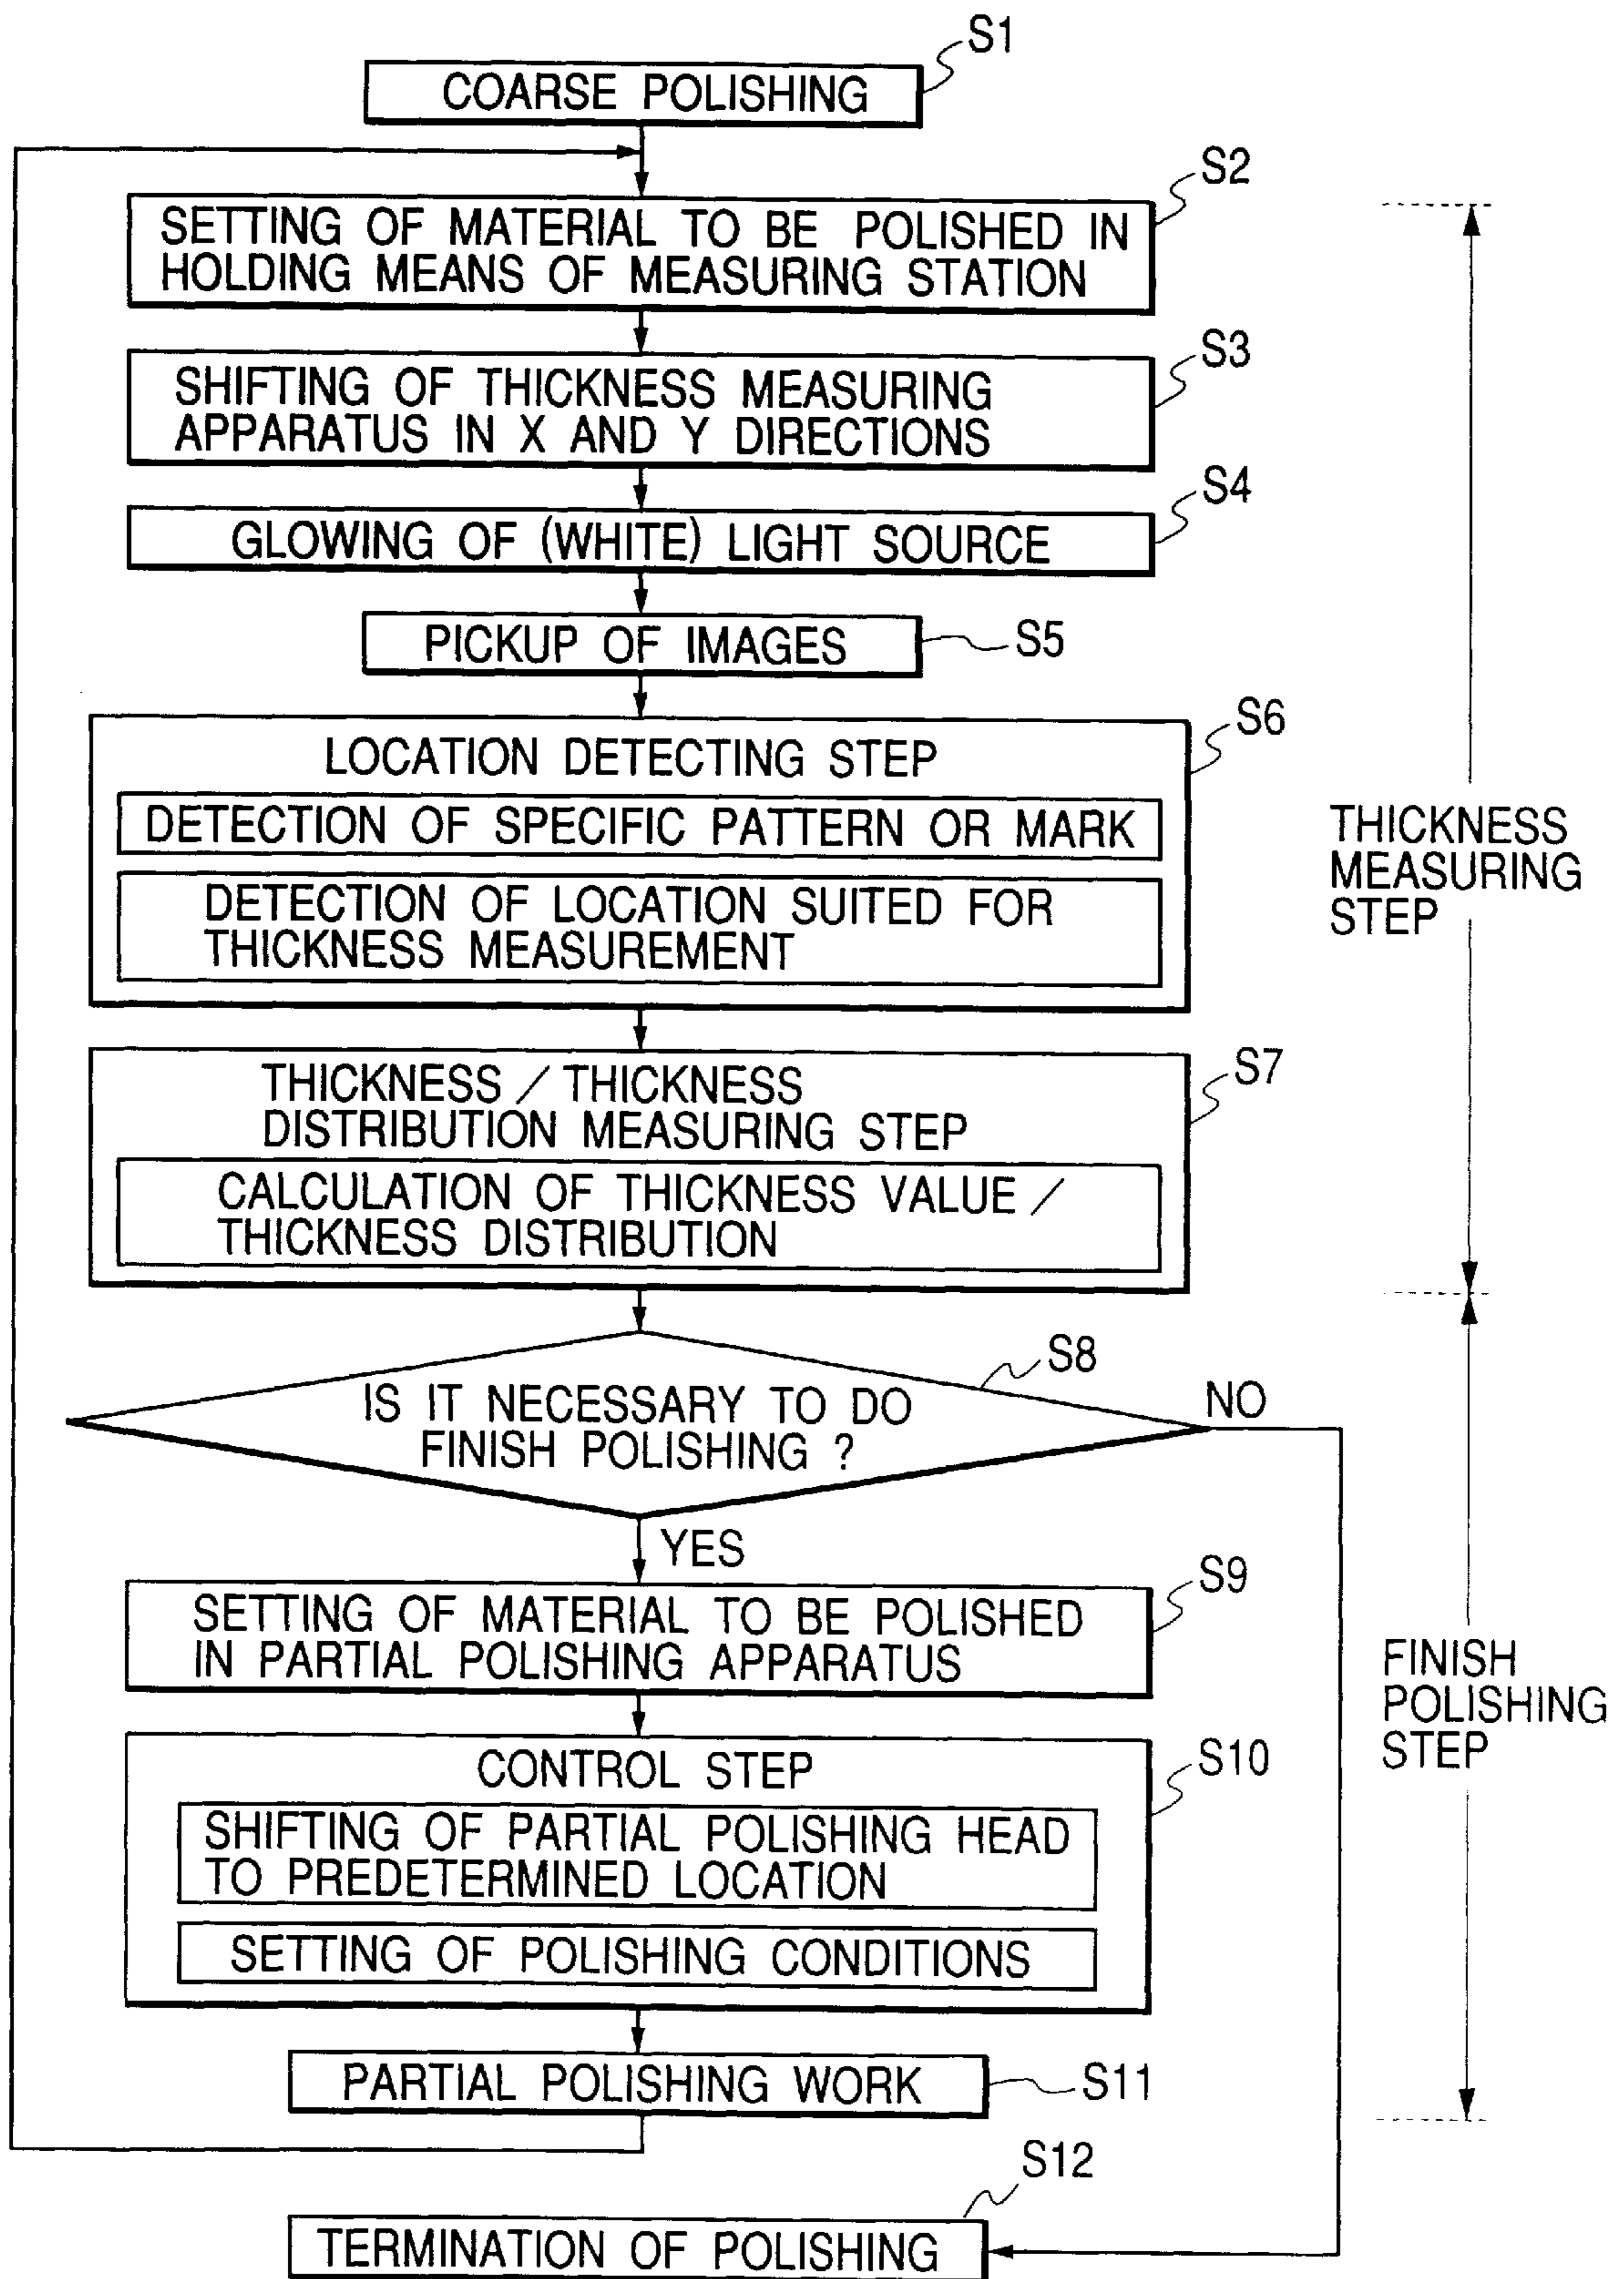 S1
COARSE POLISHING
S2
SETTING OF MATERIAL TO BE POLISHED IN
HOLDING MEANS OF MEASURING STATION
S3
SHIFTING OF THICKNESS MEASURING
APPARATUS IN X AND Y DIRECTIONS
S4
GLOWING OF (WHITE) LIGHT SOURCE
PICKUP OF IMAGES
S5
S6
LOCATION DETECTING STEP
DETECTION OF SPECIFIC PATTERN OR MARK
DETECTION OF LOCATION SUITED FOR
THICKNESS MEASUREMENT
THICKNESS
MEASURING
STEP
S7
THICKNESS / THICKNESS
DISTRIBUTION MEASURING STEP
CALCULATION OF THICKNESS VALUE /
THICKNESS DISTRIBUTION
S8
IS IT NECESSARY TO DO
FINISH POLISHING ?
NO
YES
S9
SETTING OF MATERIAL TO BE POLISHED
IN PARTIAL POLISHING APPARATUS
FINISH
POLISHING
STEP
S10
CONTROL STEP
SHIFTING OF PARTIAL POLISHING HEAD
TO PREDETERMINED LOCATION
SETTING OF POLISHING CONDITIONS
PARTIAL POLISHING WORK
S11
S12
TERMINATION OF POLISHING